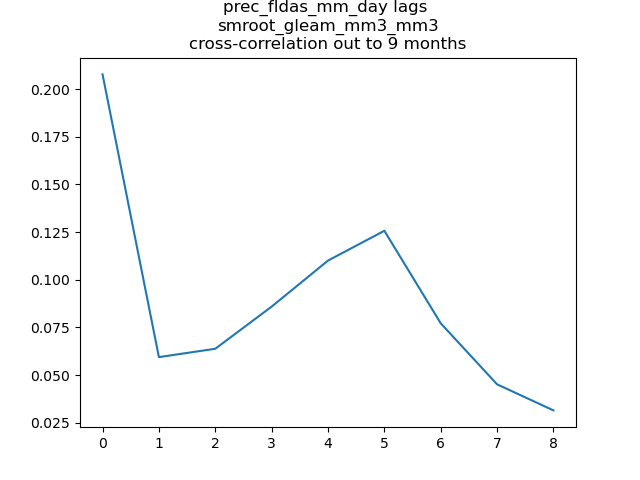 prec_fldas_mm_day lags
smroot_gleam_mm3_mm3
cross-correlation out to 9 months
0.200
0.175
0.150
0.125
0.100
0.075
0.050
0.025
0 1 2 3 4 5 6 7 8